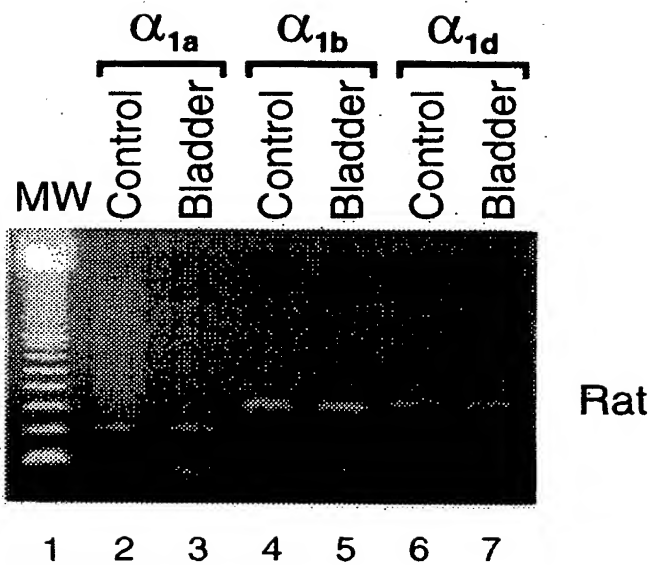 α1a α1b α1d
MW Control Bladder Control Bladder Control Bladder
Rat
1 2 3 4 5 6 7